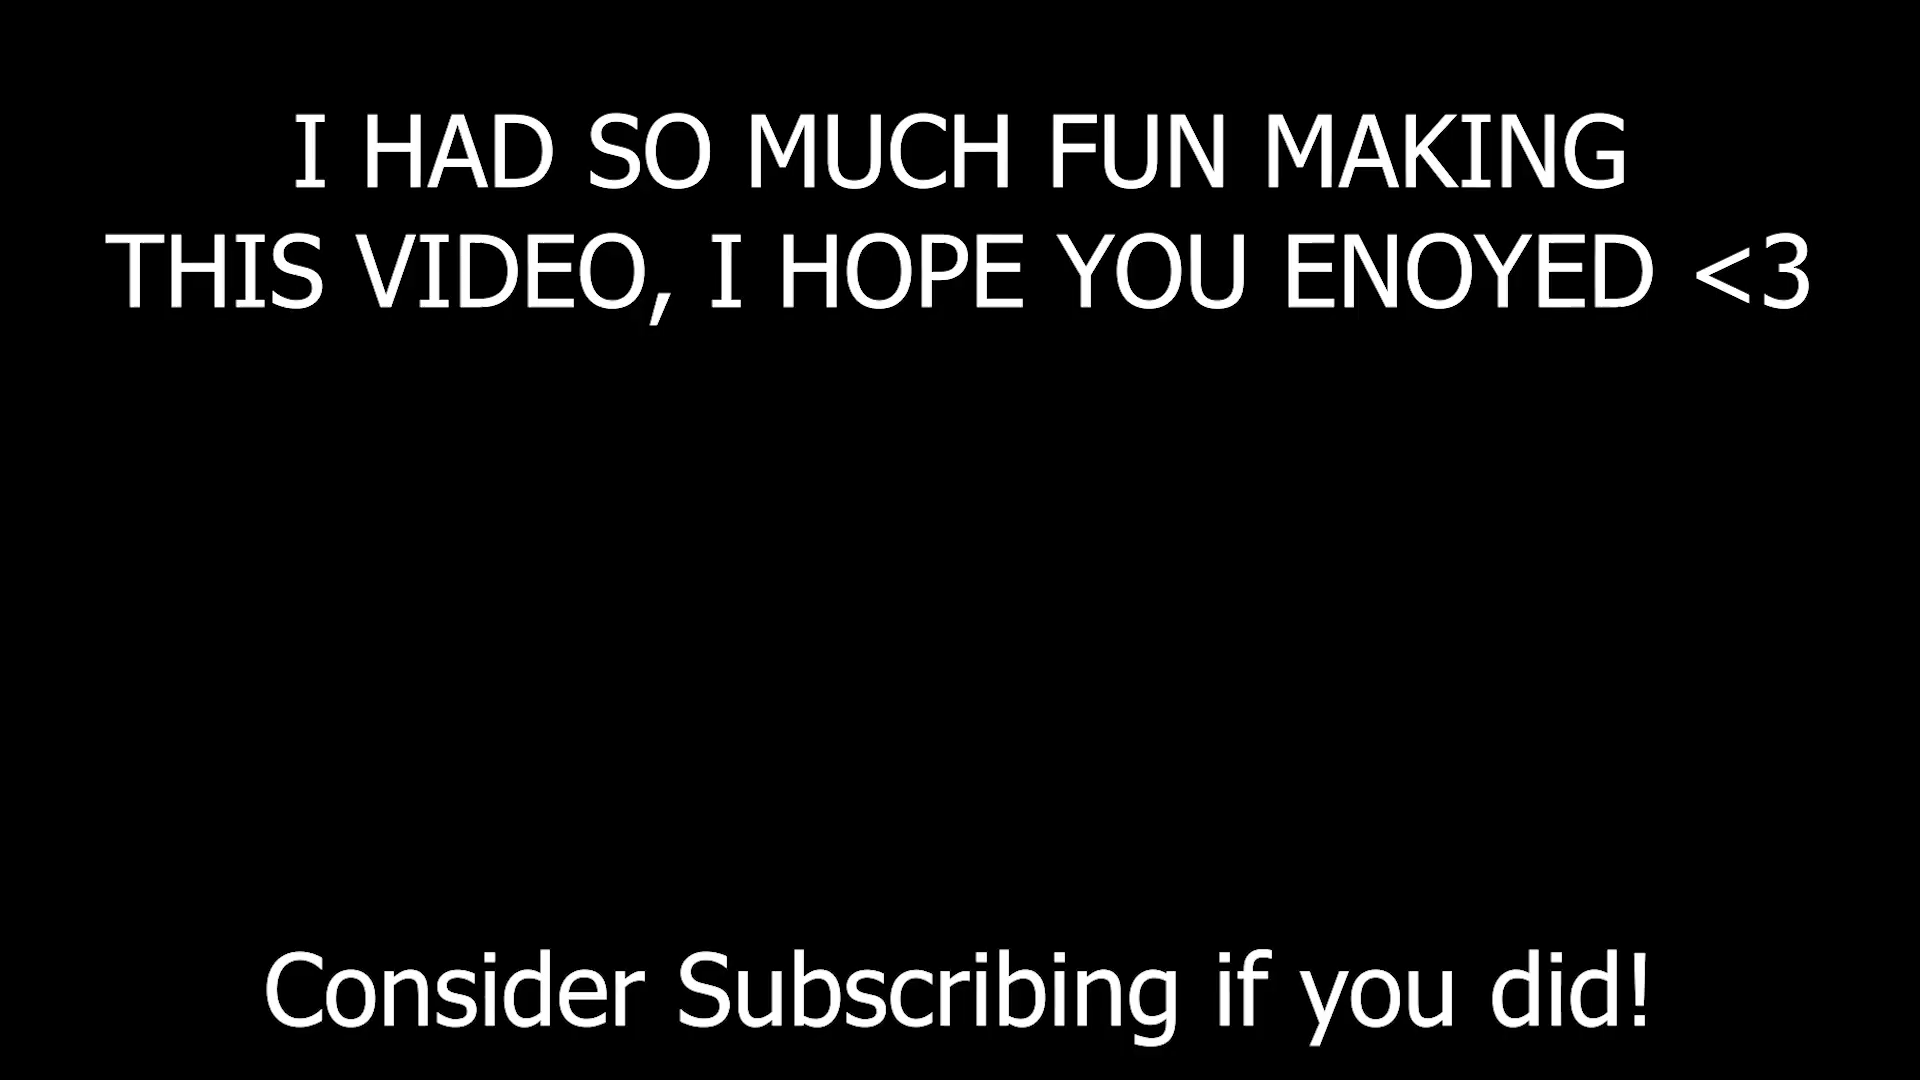 I HAD SO MUCH FUN MAKING
THIS VIDEO, I HOPE YOU ENOYED <3
Consider Subscribing if you did!